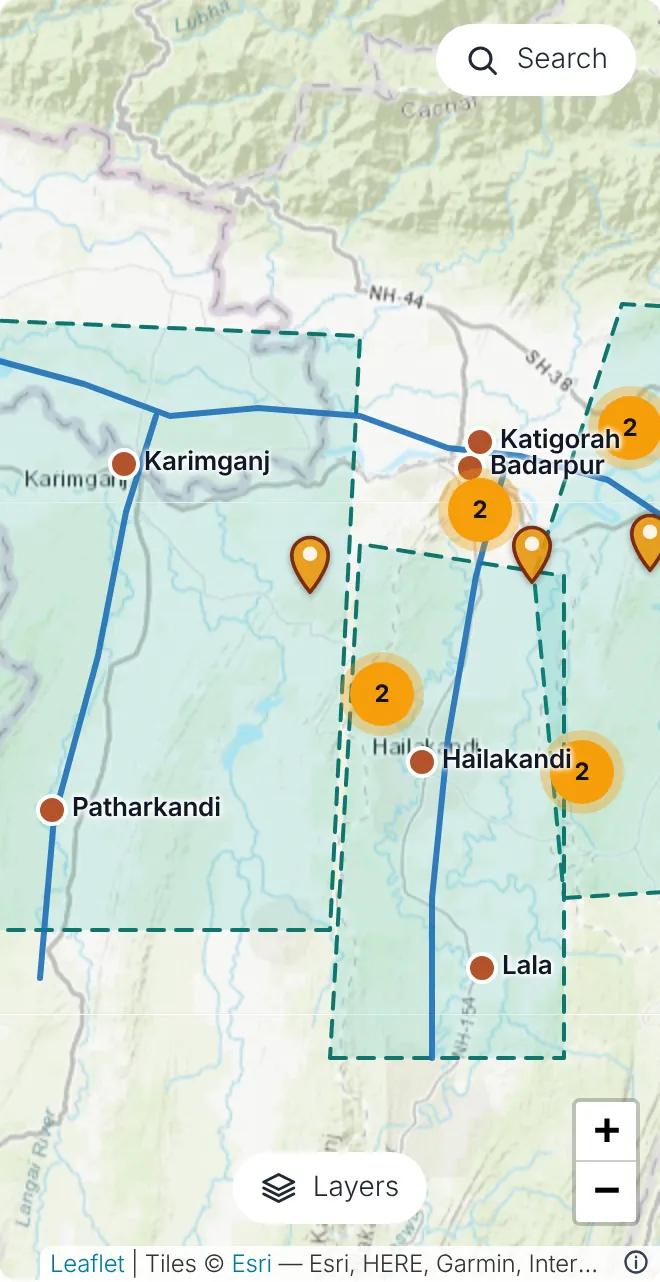 Lubha
Search
Cachar
NH-44
SH-38
2
Katigorah
Karimganj
Badarpur
Karimganj
2
2
Hailakandi
Hailakandi
2
Patharkandi
Lala
NH-154
+
Langai River
Layers
−
Leaflet | Tiles © Esri — Esri, HERE, Garmin, Inter...